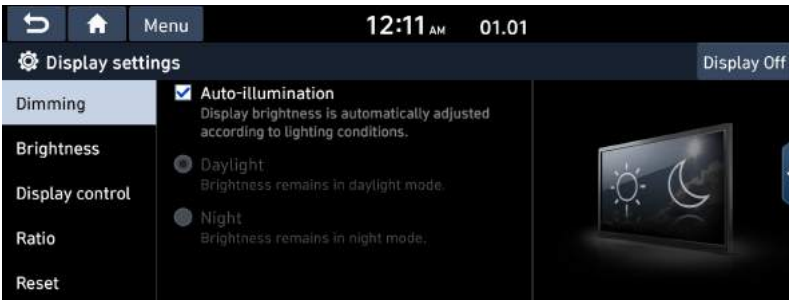 Menu
12:11 AM 01.01
Display settings
Display Off
Dimming
Brightness
Display control
Ratio
Reset
Auto-illumination
Display brightness is automatically adjusted
according to lighting conditions.
Daylight
Brightness remains in daylight mode.
Night
Brightness remains in night mode.